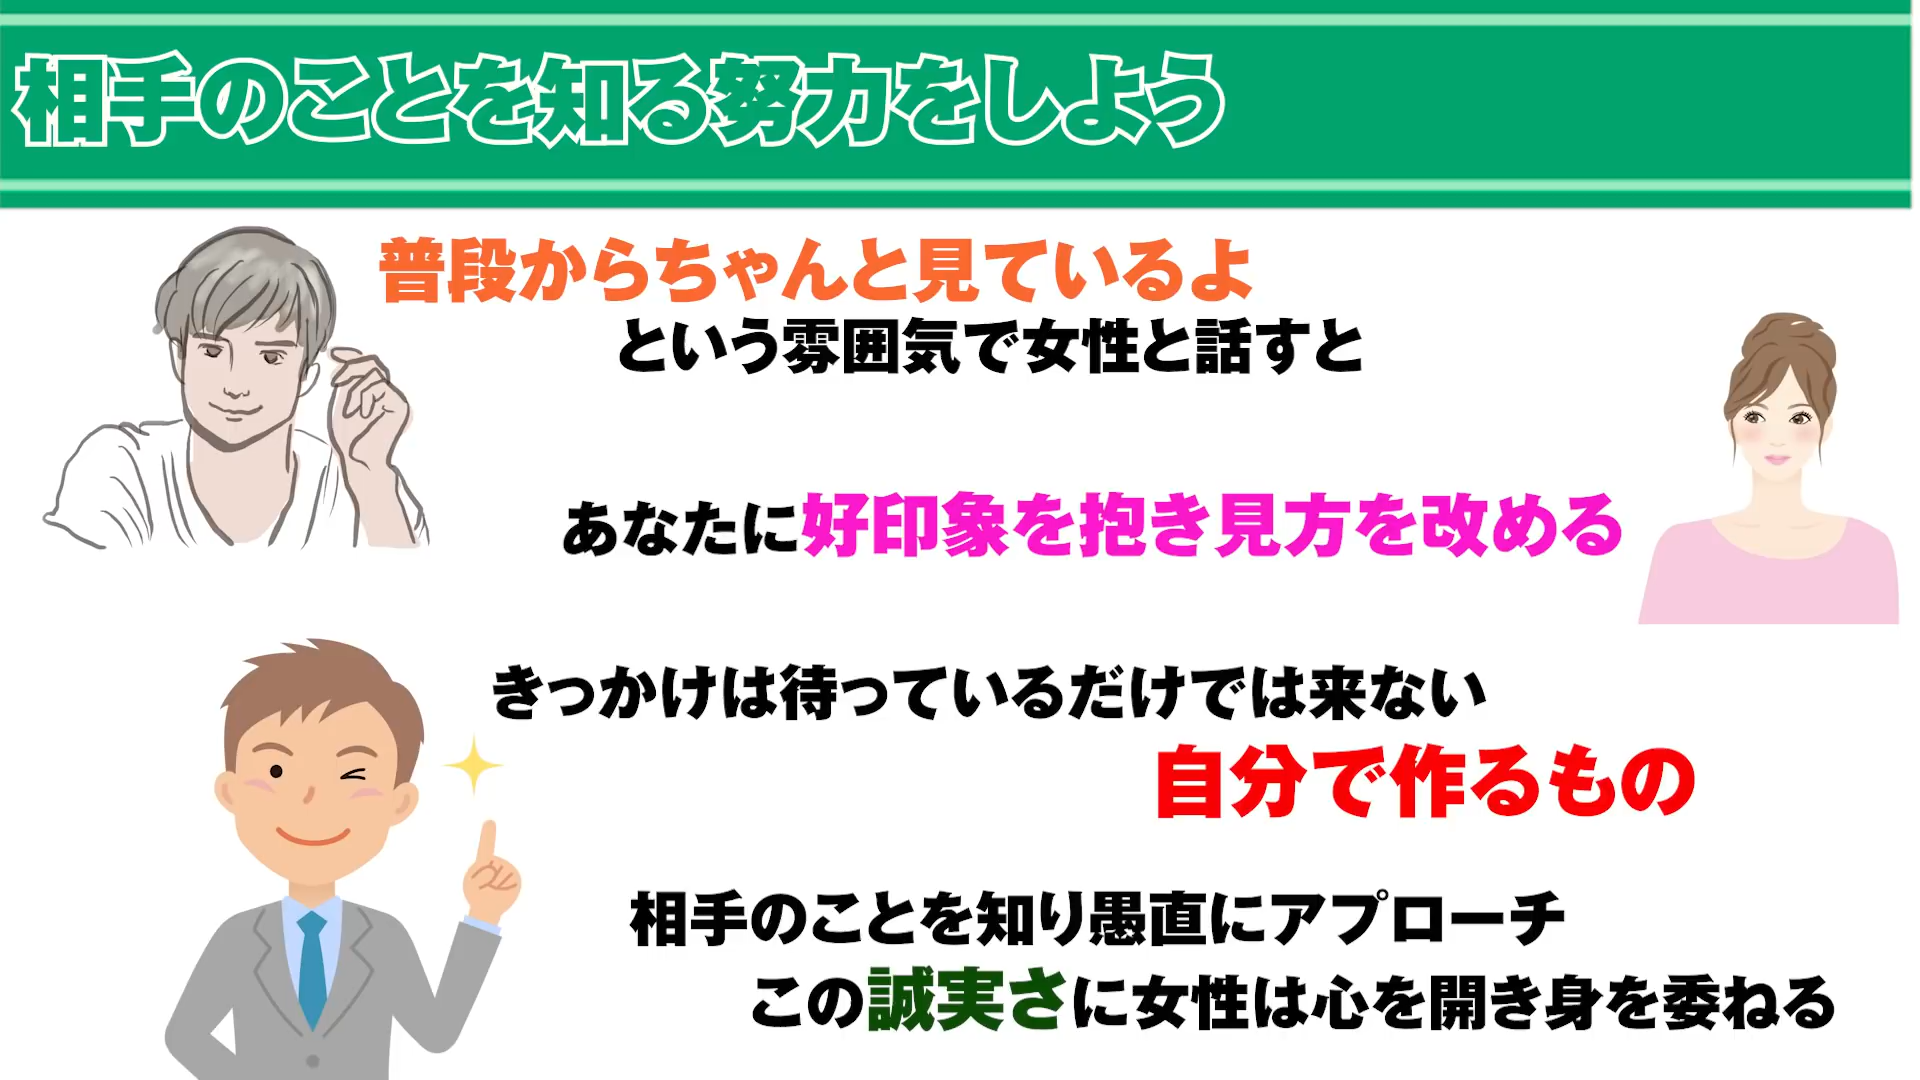 相手のことを知る努力をしよう
普段からちゃんと見ているよ
という雰囲気で女性と話すと
あなたに好印象を抱き見方を改める
きっかけは待っているだけでは来ない
自分で作るもの
相手のことを知り愚直にアプローチ
この誠実さに女性は心を開き身を委ねる